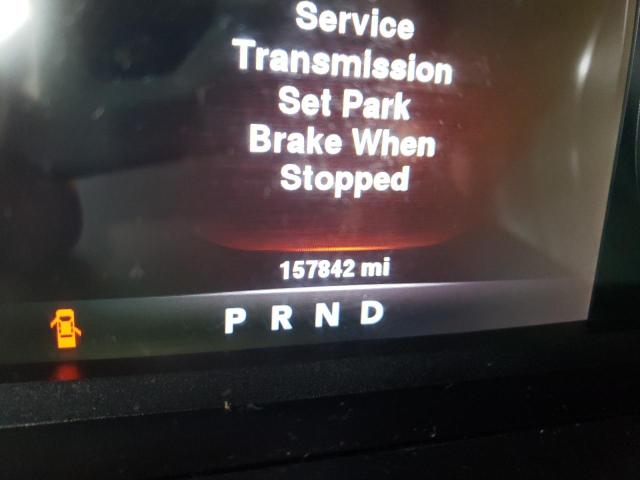 Service
Transmission
Set Park
Brake When
Stopped
157842 mi
P R N D